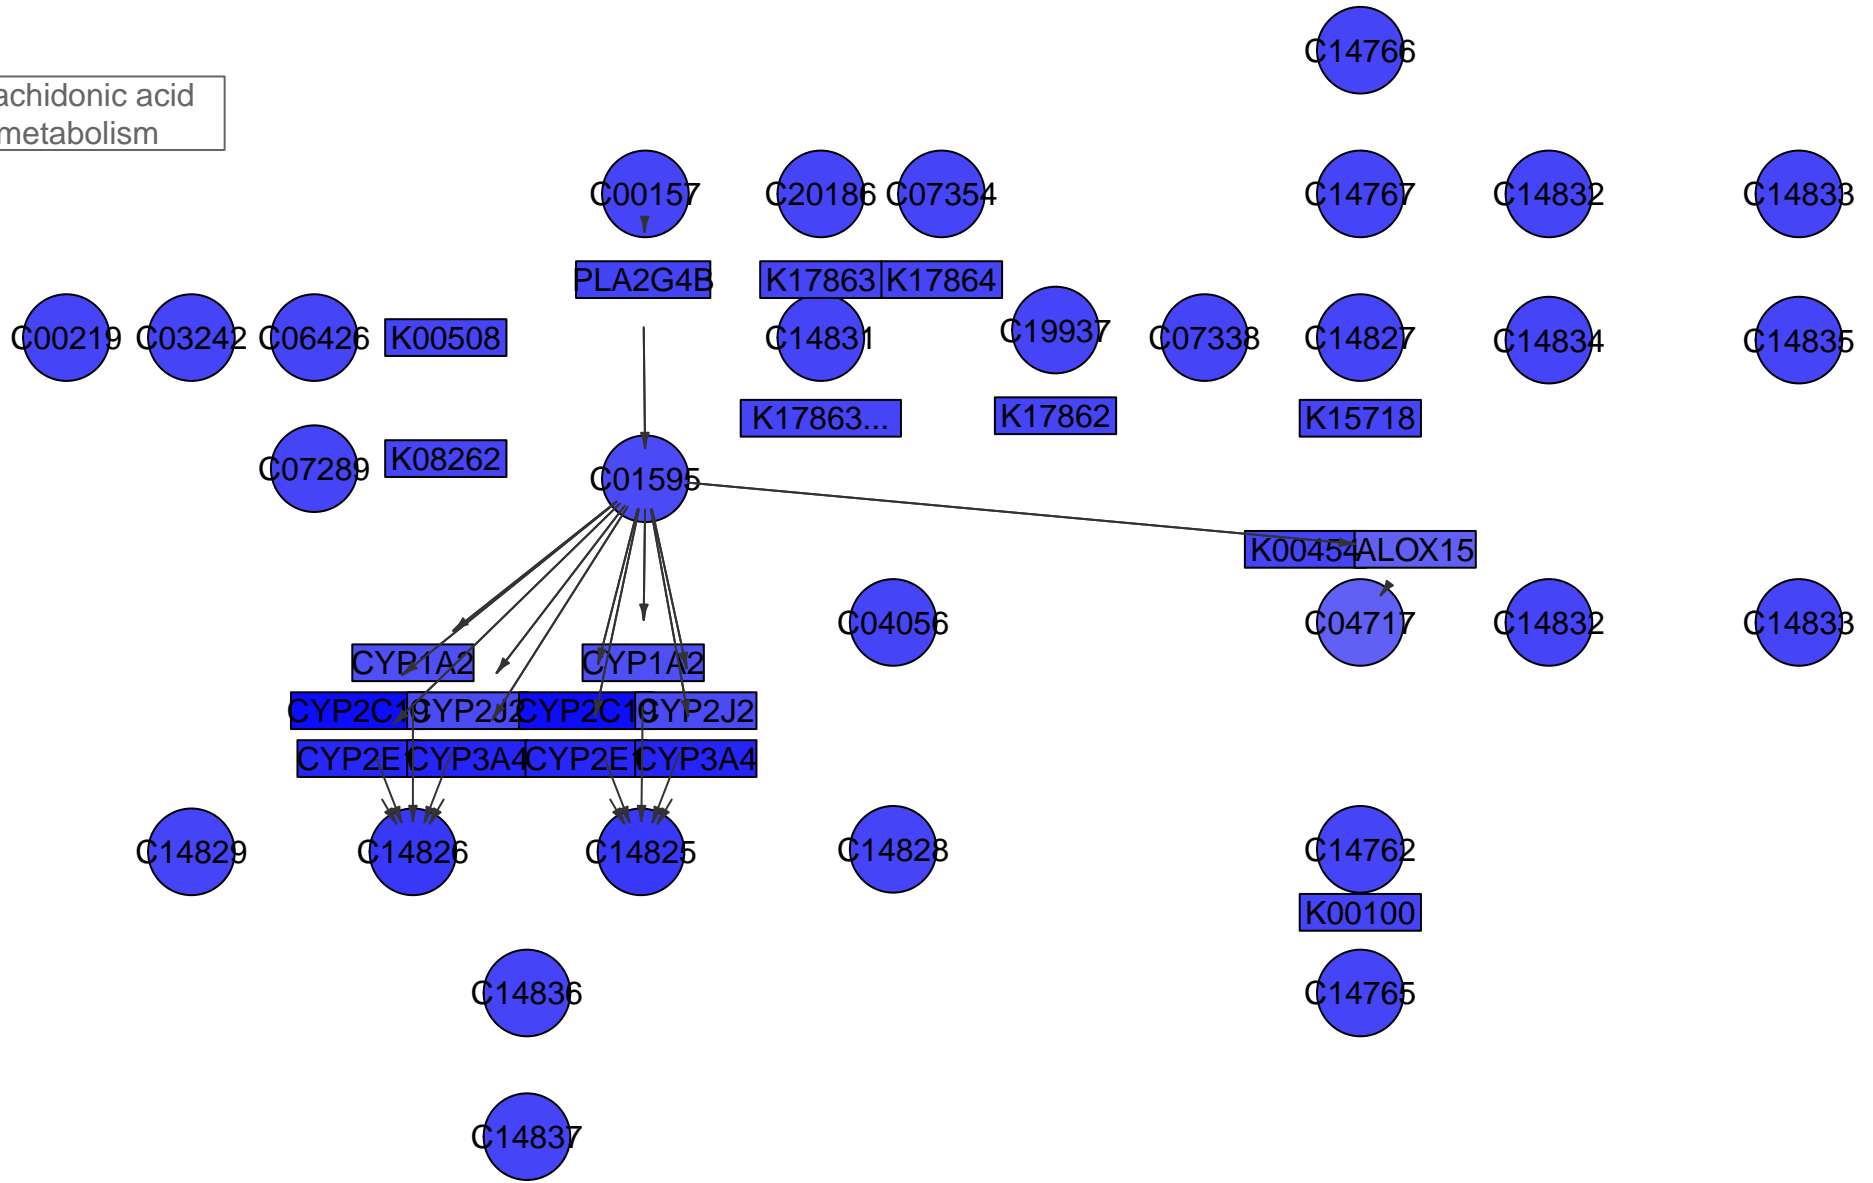 C14766
achidonic acid
metabolism
C00157
C20186
C07354
C14767
C14832
C14833
PLA2G4B
K17863
K17864
C00219
C03242
C06426
K00508
C14831
C19937
C07338
C14827
C14834
C14835
K17863...
K17862
K15718
C07289
K08262
C01595
K00454
ALOX15
C04056
C04717
C14832
C14833
CYP1A2
CYP1A2
CYP2C19
CYP2J2
CYP2C19
CYP2J2
CYP2E1
CYP3A4
CYP2E1
CYP3A4
C14829
C14826
C14825
C14828
C14762
K00100
C14836
C14765
C14837